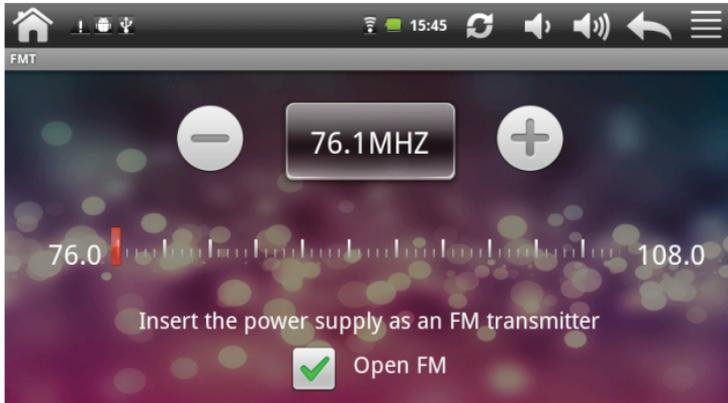 15:45
FMT
76.1MHZ
76.0 108.0
Insert the power supply as an FM transmitter
Open FM